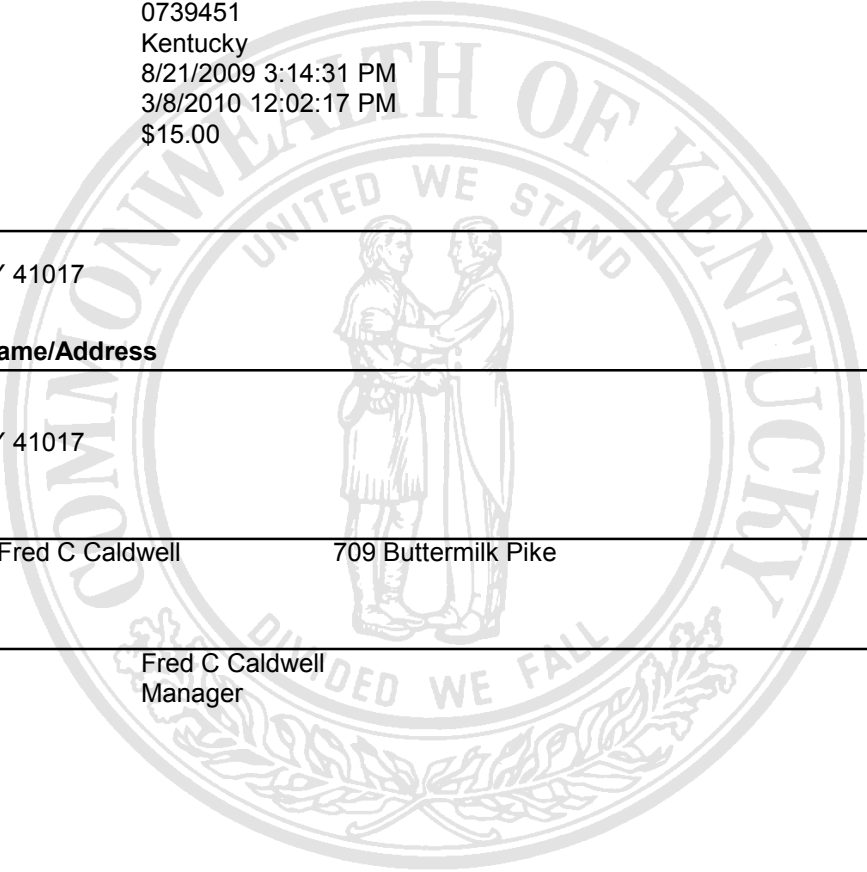 0739451
Kentucky
8/21/2009 3:14:31 PM
3/8/2010 12:02:17 PM
$15.00
COMMONWEALTH OF KENTUCKY
UNITED WE STAND
Y 41017
ame/Address
Y 41017
Fred C Caldwell 709 Buttermilk Pike
DIVIDED WE FALL
Fred C Caldwell
Manager